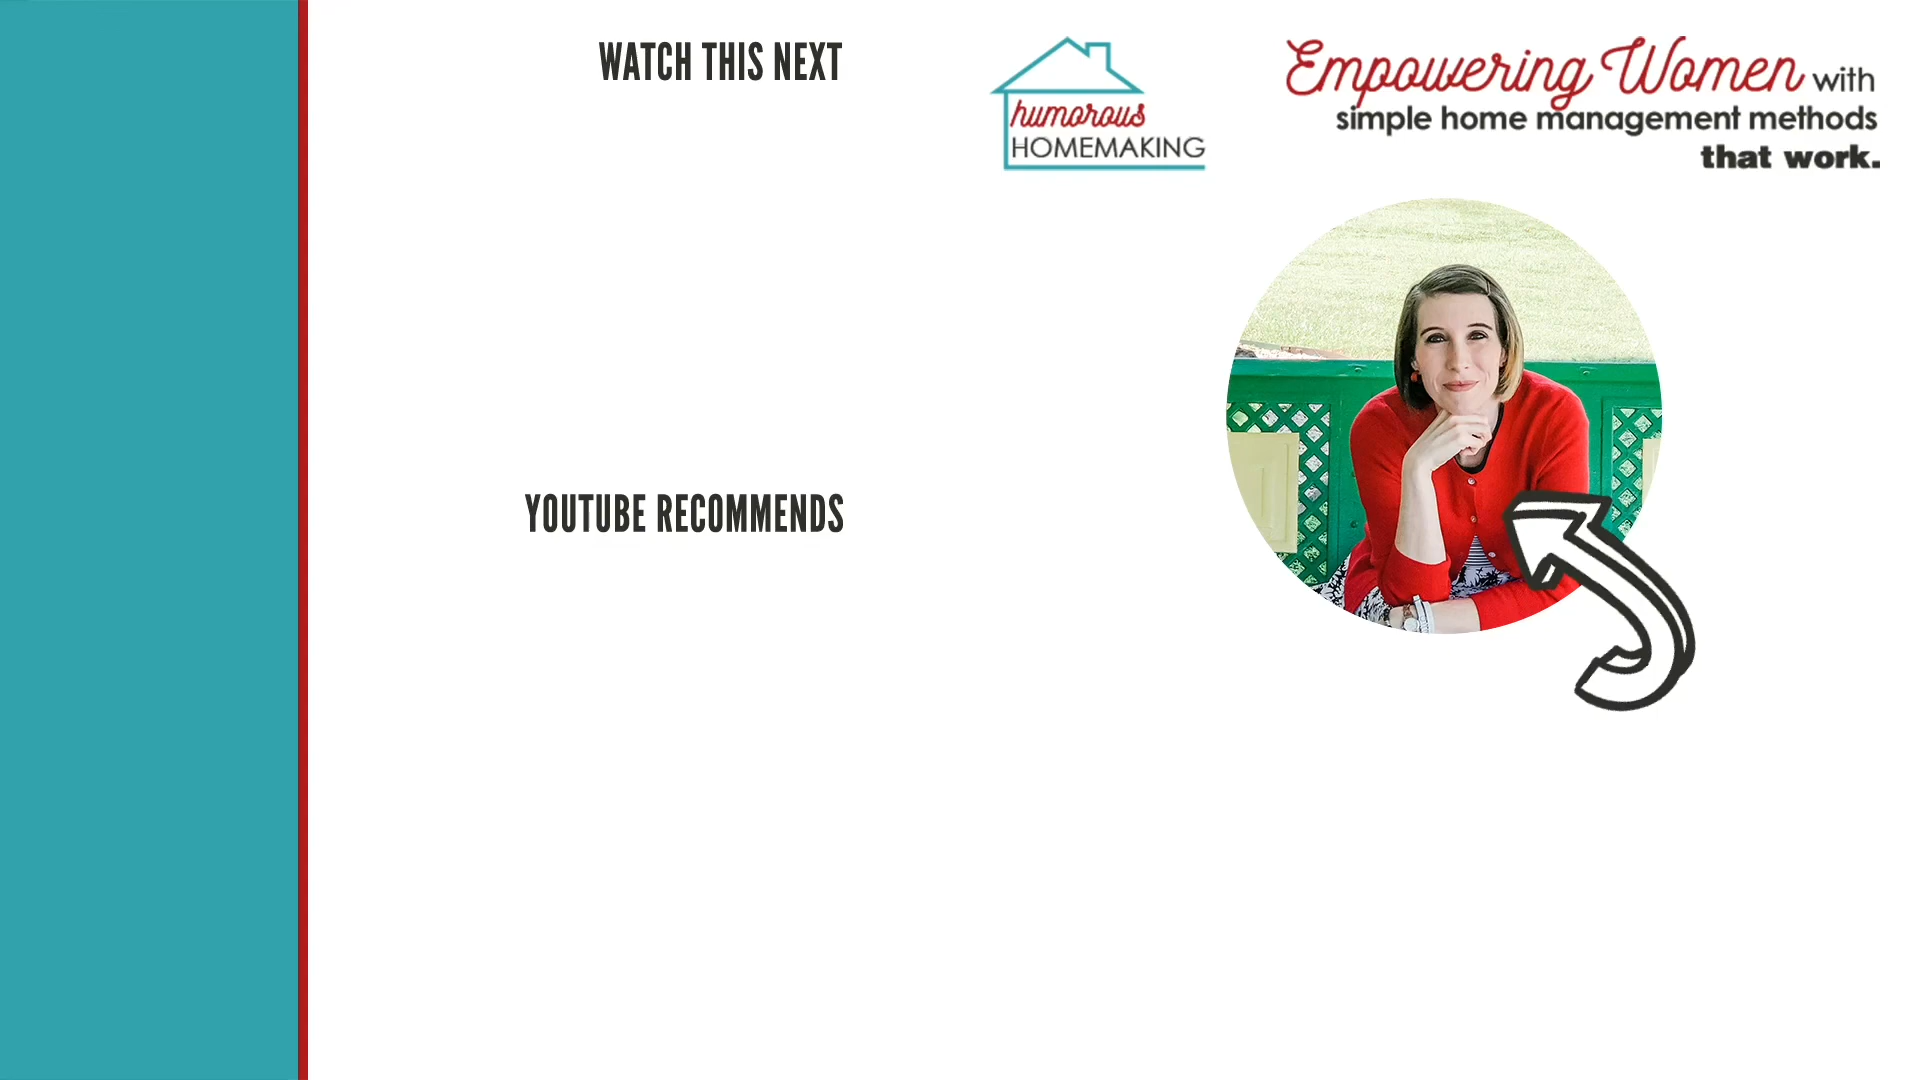 WATCH THIS NEXT
humorous
HOMEMAKING
Empowering Women with
simple home management methods
that work.
YOUTUBE RECOMMENDS